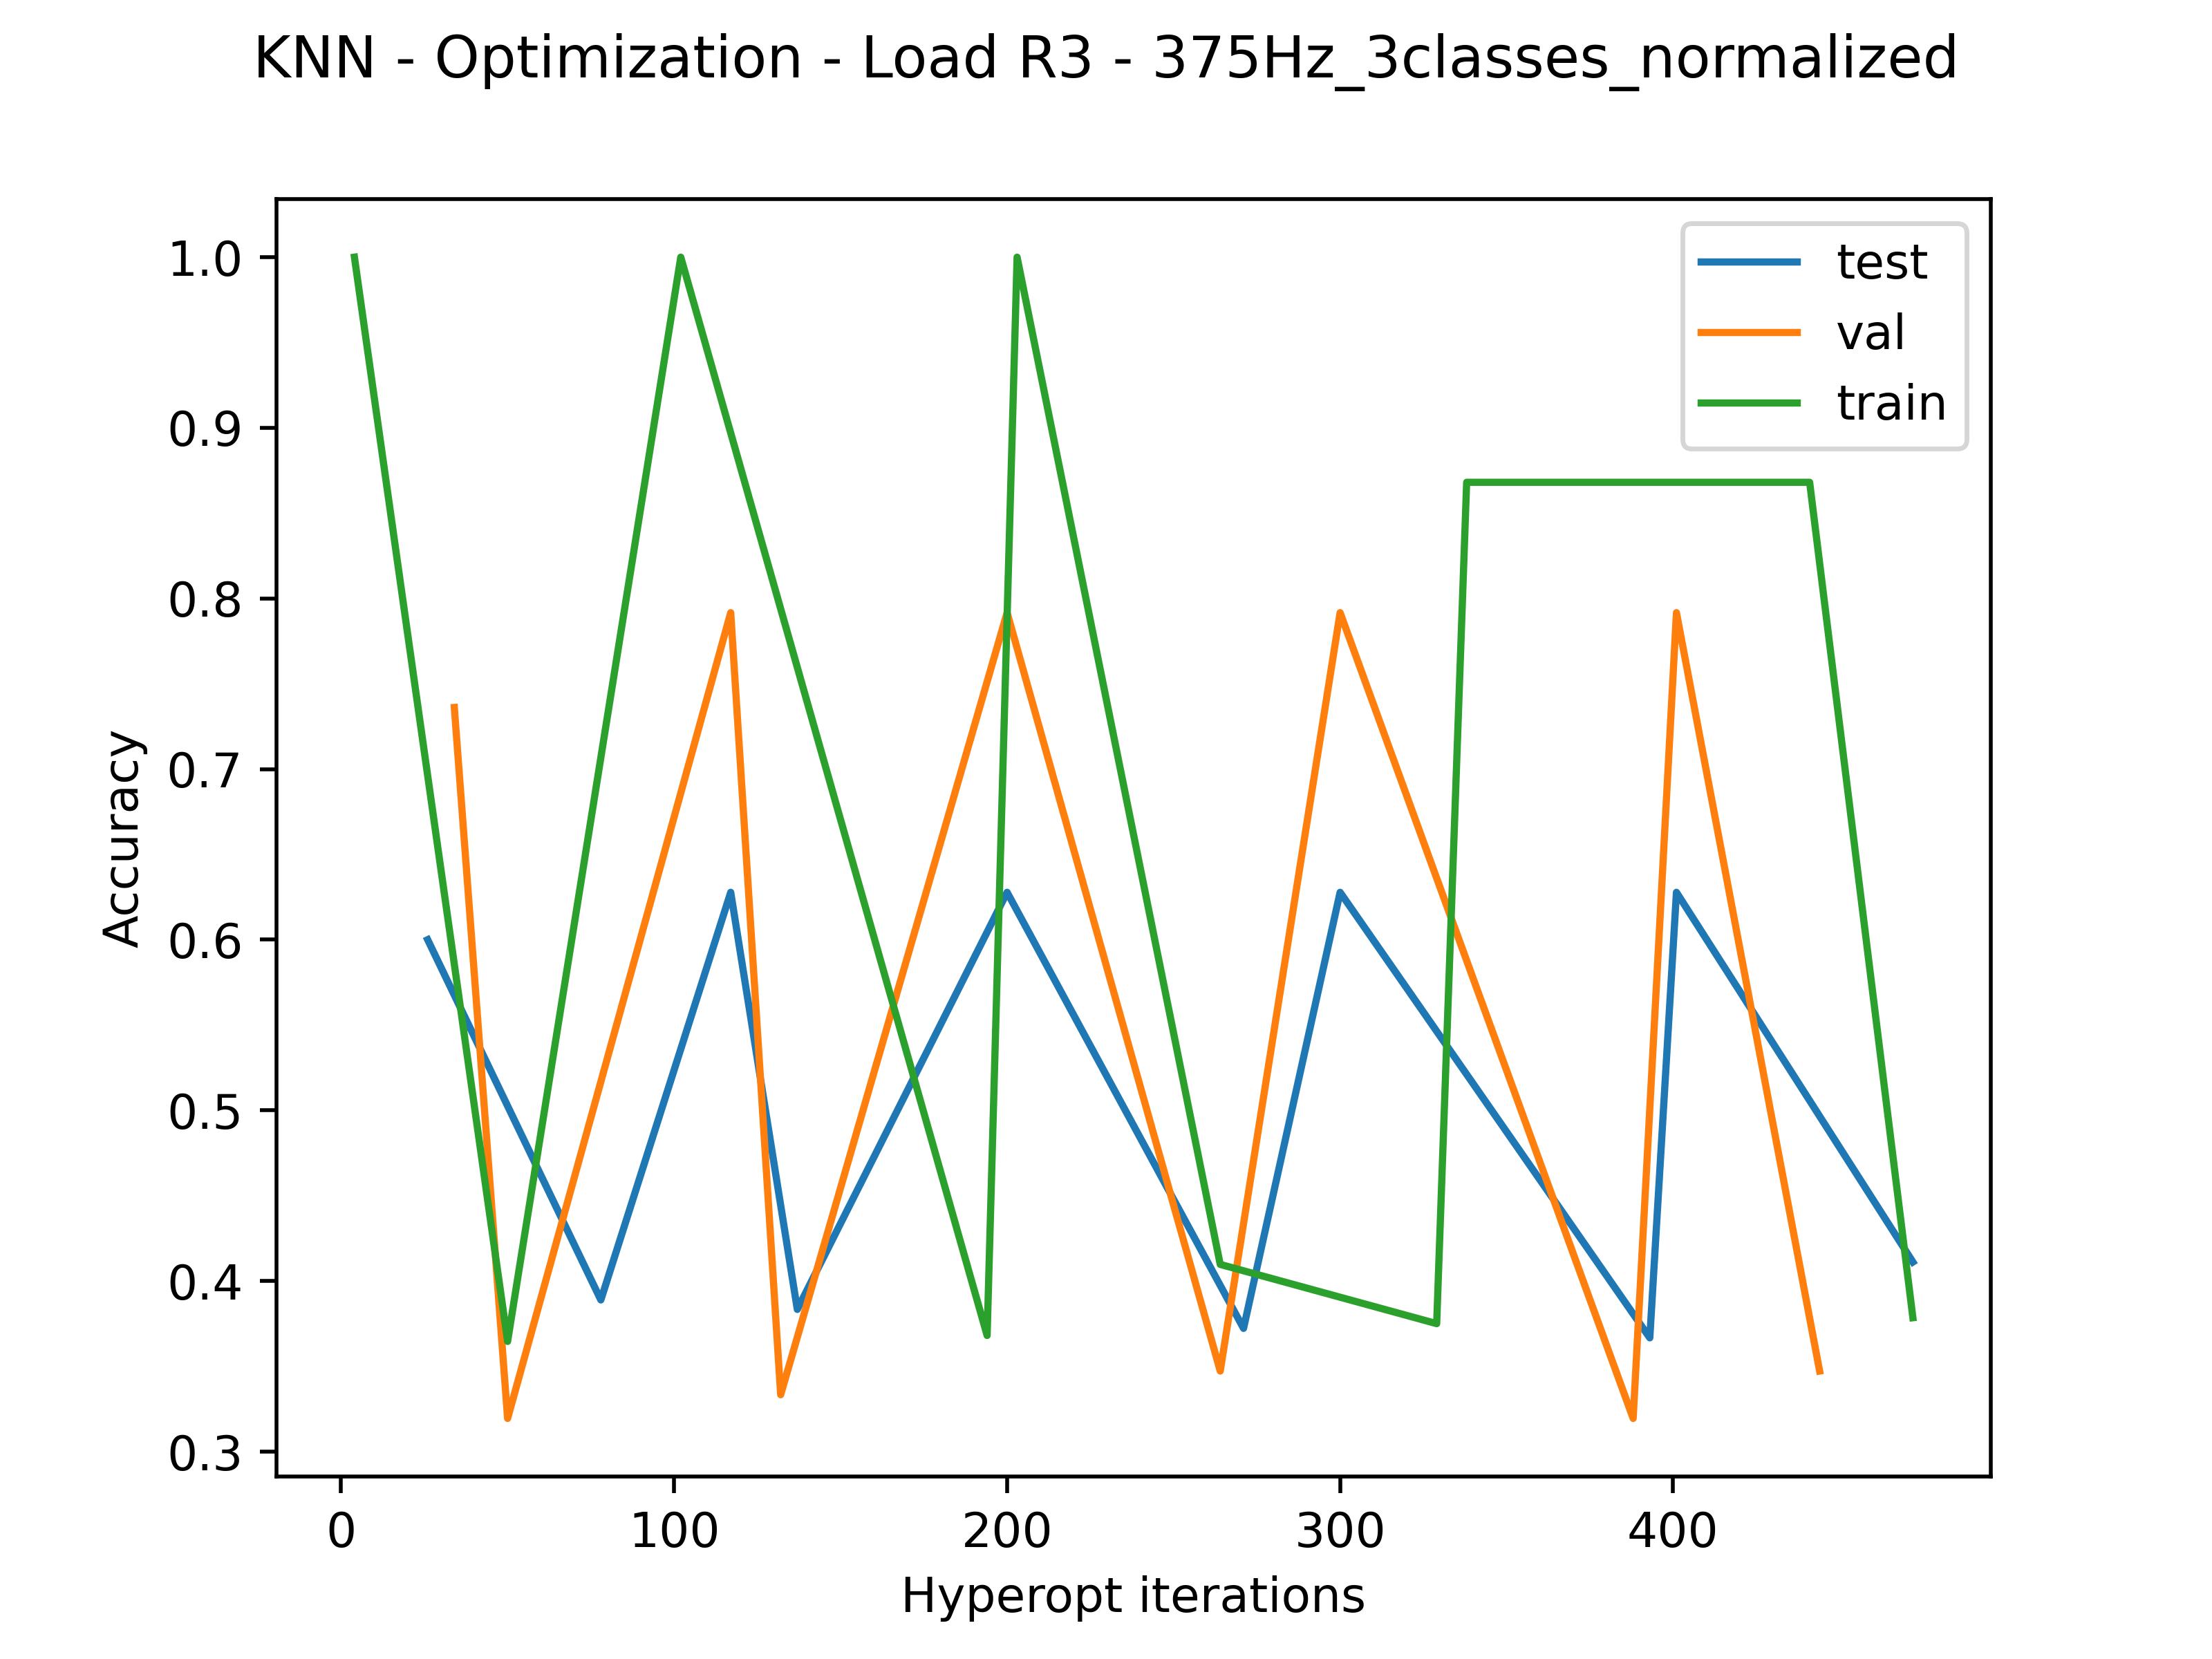 KNN - Optimization - Load R3 - 375Hz_3classes_normalized
test
val
train
Accuracy
1.0
0.9
0.8
0.7
0.6
0.5
0.4
0.3
0 100 200 300 400
Hyperopt iterations